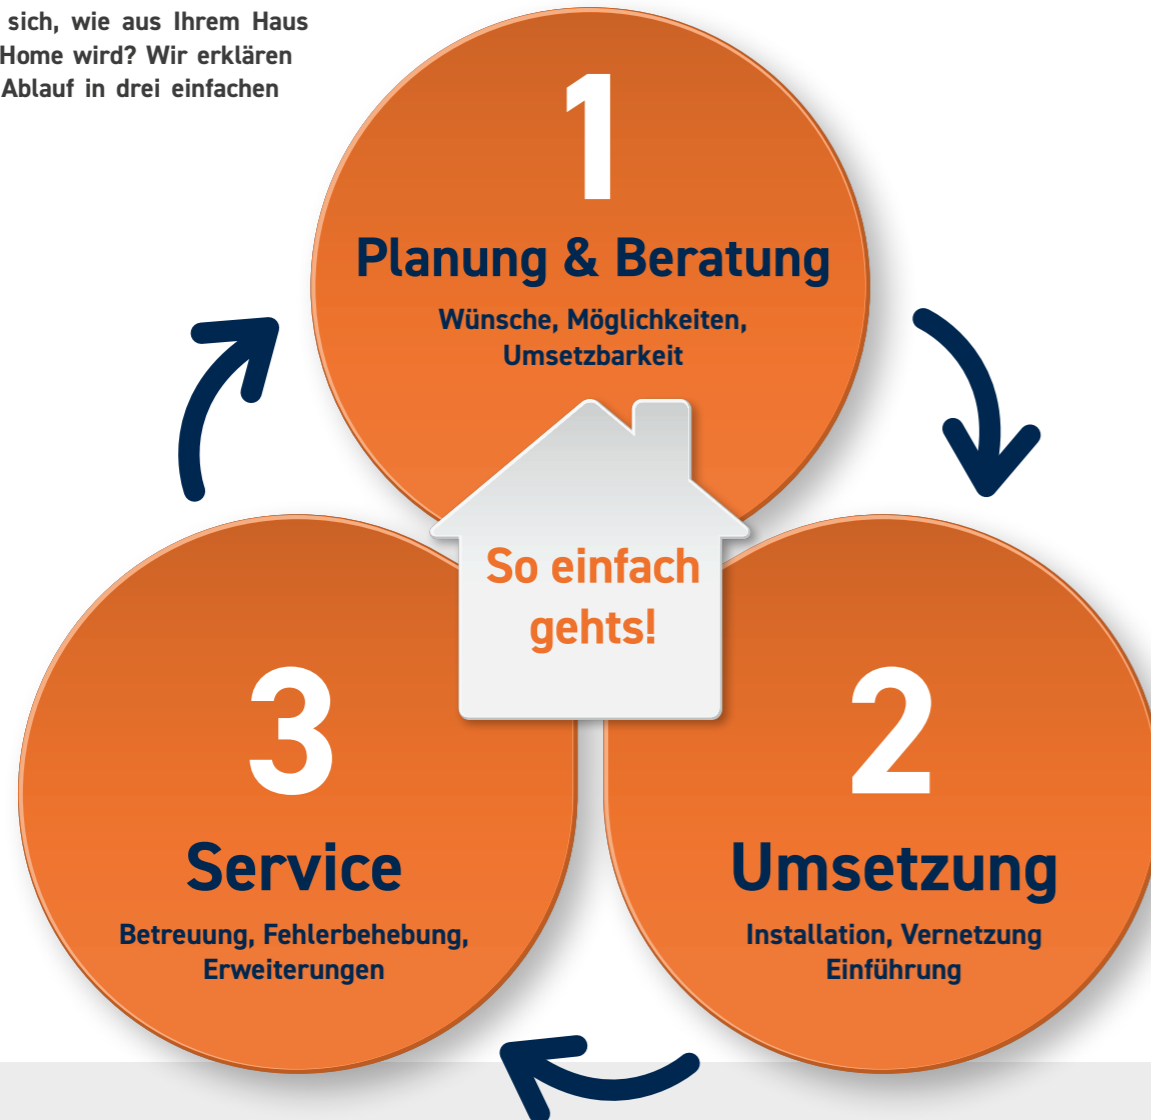 sich, wie aus Ihrem Haus
Home wird? Wir erklären
Ablauf in drei einfachen
1
Planung & Beratung
Wünsche, Möglichkeiten,
Umsetzbarkeit
So einfach
gehts!
3
Service
Betreuung, Fehlerbehebung,
Erweiterungen
2
Umsetzung
Installation, Vernetzung
Einführung